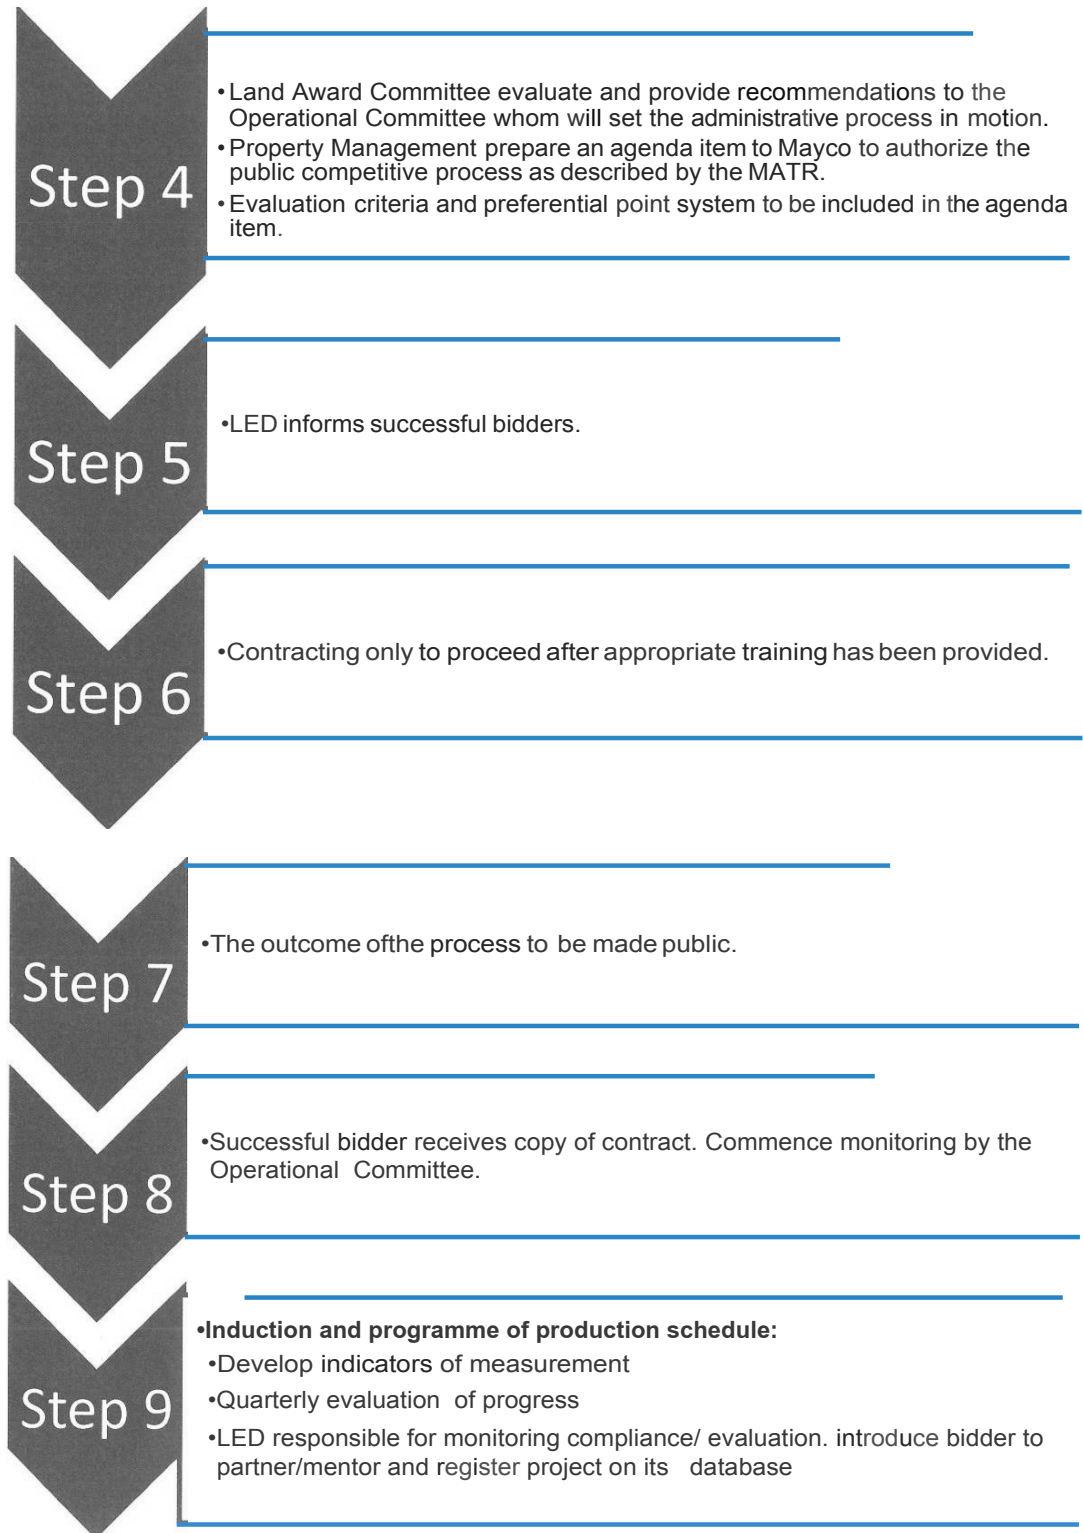 Step 4
•Land Award Committee evaluate and provide recommendations to the
Operational Committee whom will set the administrative process in motion.
•Property Management prepare an agenda item to Mayco to authorize the
public competitive process as described by the MATR.
•Evaluation criteria and preferential point system to be included in the agenda
item.
Step 5
•LED informs successful bidders.
Step 6
•Contracting only to proceed after appropriate training has been provided.
Step 7
•The outcome ofthe process to be made public.
Step 8
•Successful bidder receives copy of contract. Commence monitoring by the
Operational Committee.
Step 9
•Induction and programme of production schedule:
•Develop indicators of measurement
•Quarterly evaluation of progress
•LED responsible for monitoring compliance/ evaluation. introduce bidder to
partner/mentor and register project on its database